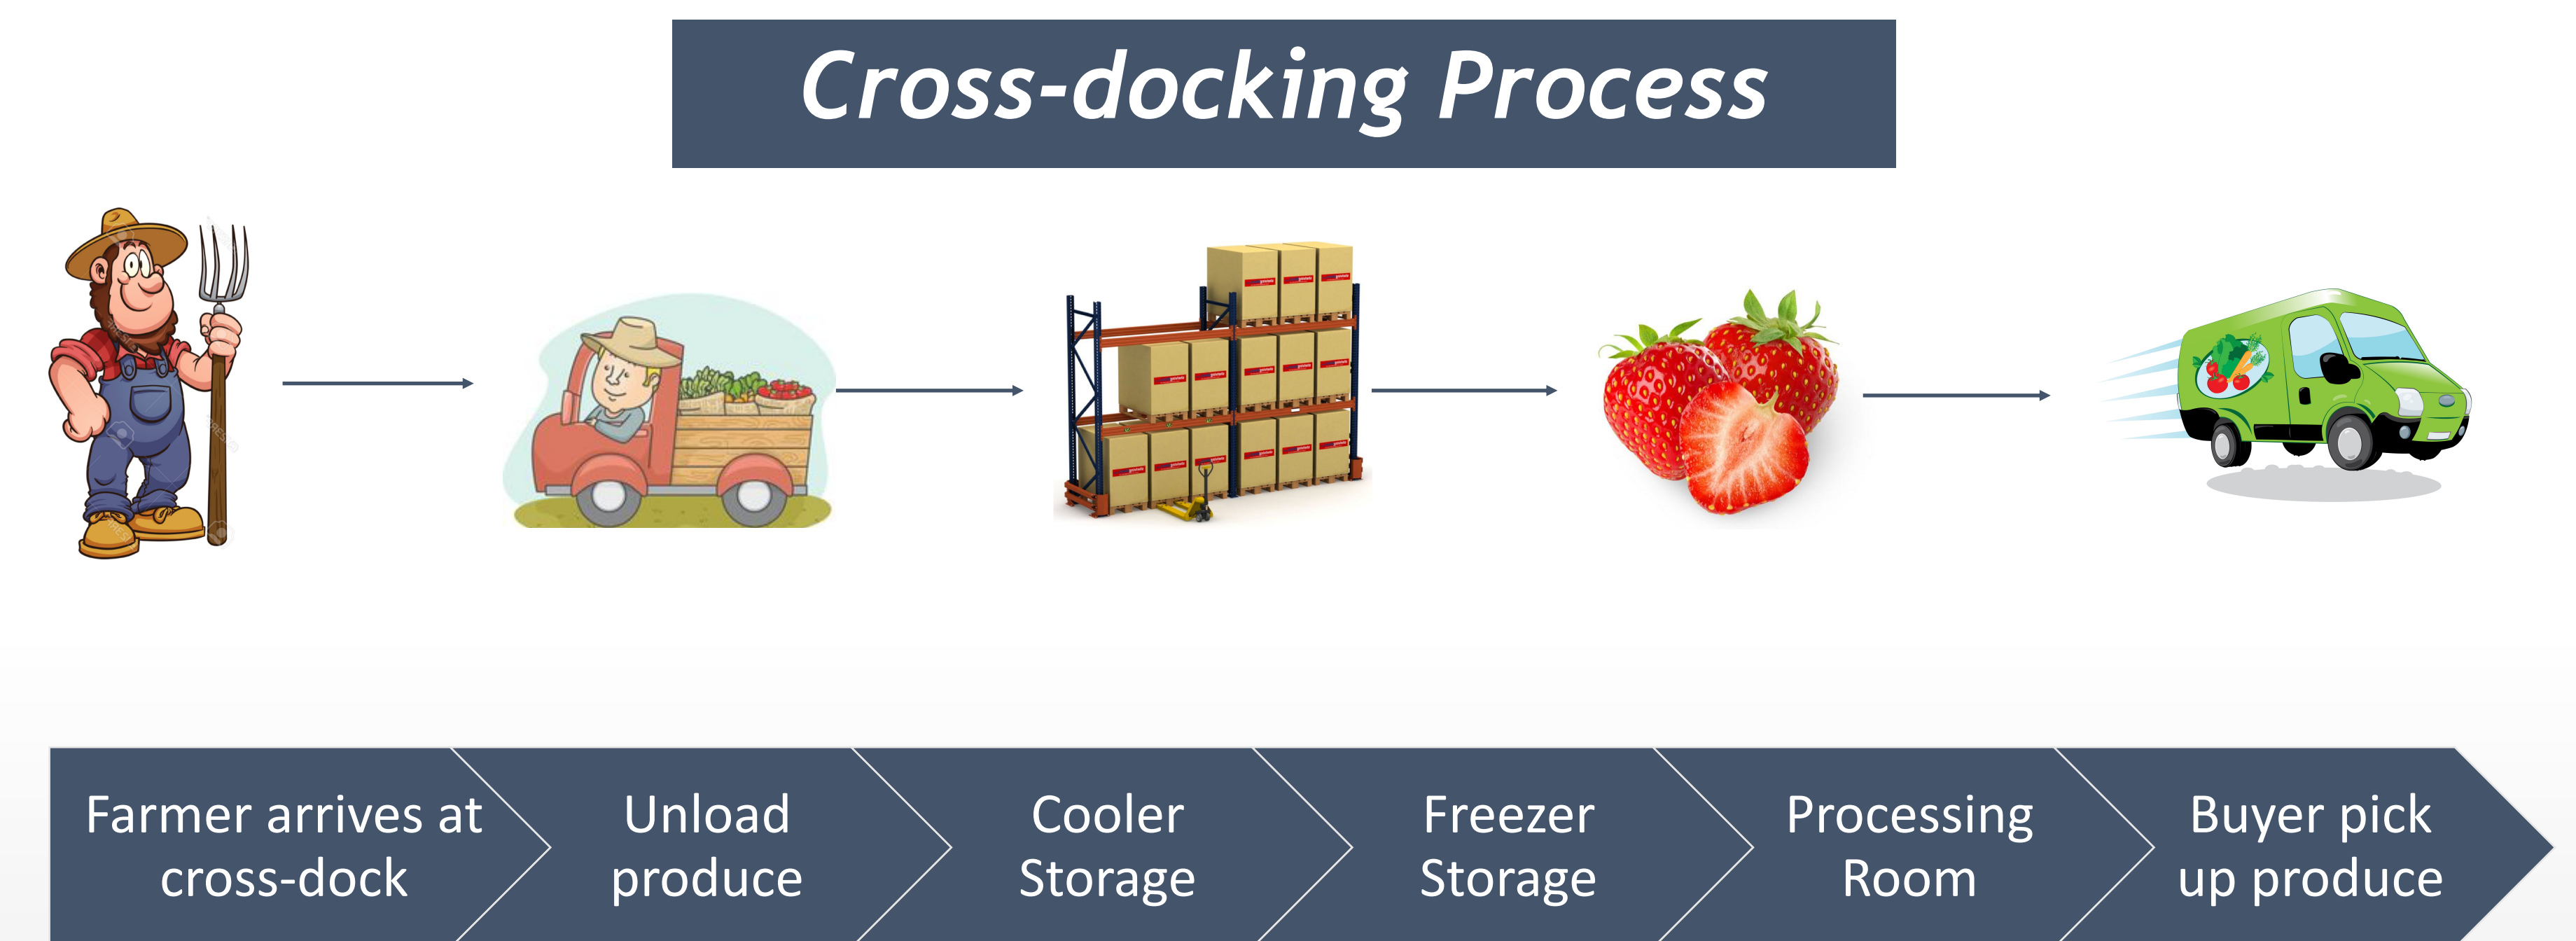 Cross-docking Process
Farmer arrives at
cross-dock
Unload
produce
Cooler
Storage
Freezer
Storage
Processing
Room
Buyer pick
up produce